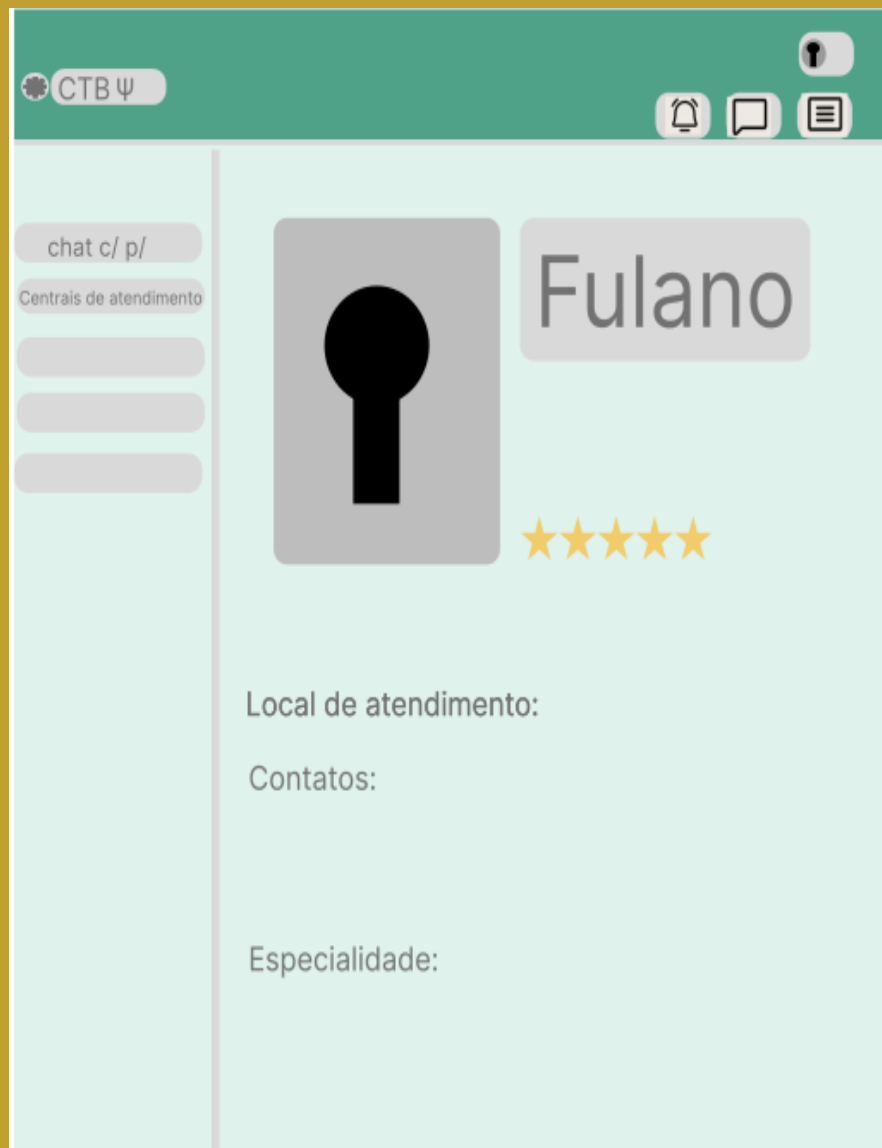 CTB Ψ
chat c/ p/
Centrais de atendimento
Fulano
Local de atendimento:
Contatos:
Especialidade: